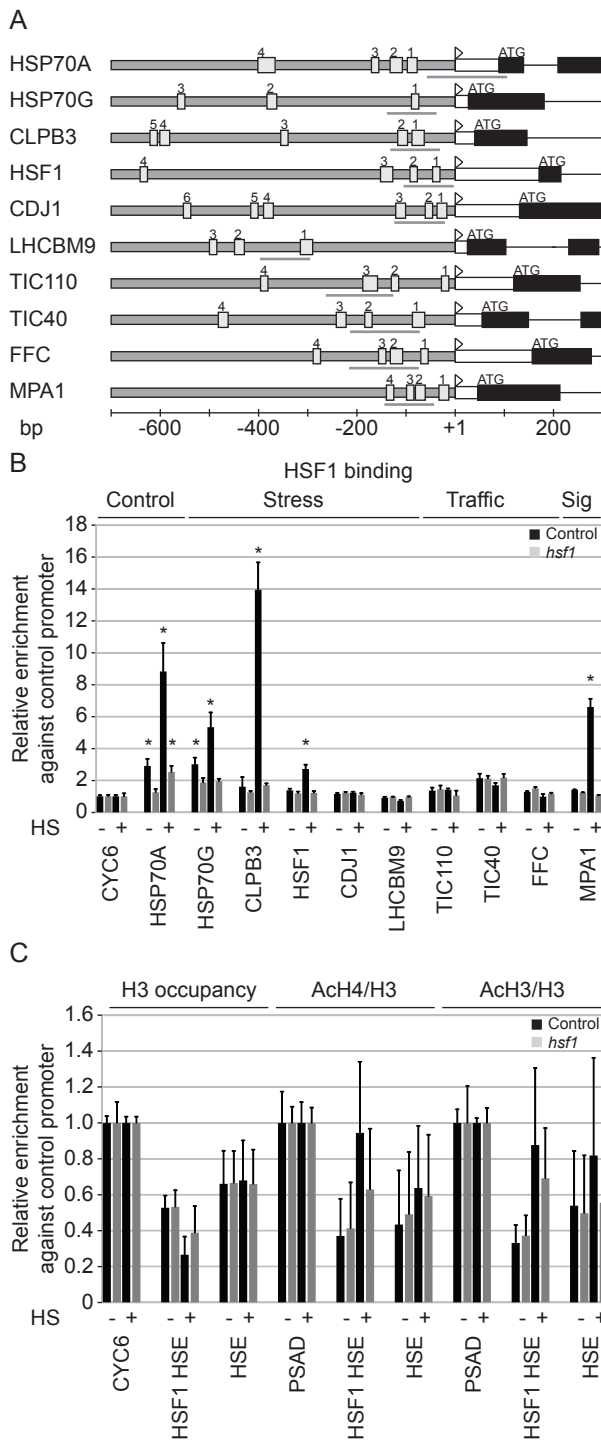 A
4 3 2 1 ATG
HSP70A
3 2 1 ATG
HSP70G
5 4 3 2 1 ATG
CLPB3
4 3 2 1 ATG
HSF1
6 5 4 3 2 1 ATG
CDJ1
3 2 1 ATG
LHCBM9
4 3 2 1 ATG
TIC110
4 3 2 1 ATG
TIC40
4 3 2 1 ATG
FFC
4 3 2 1 ATG
MPA1
bp -600 -400 -200 +1 200
B
HSF1 binding
Control Stress Traffic Sig
Relative enrichment
against control promoter
18
16
14
12
10
8
6
4
2
0
Control
hsf1
* * * * * * * *
HS - + - + - + - + - + - + - + - + - + - + - +
CYC6
HSP70A
HSP70G
CLPB3
HSF1
CDJ1
LHCBM9
TIC110
TIC40
FFC
MPA1
C
H3 occupancy AcH4/H3 AcH3/H3
Relative enrichment
against control promoter
1.6
1.4
1.2
1.0
0.8
0.6
0.4
0.2
0
Control
hsf1
HS - + - + - + - + - + - + - + - + - +
CYC6
HSF1 HSE
HSE
PSAD
HSF1 HSE
HSE
PSAD
HSF1 HSE
HSE